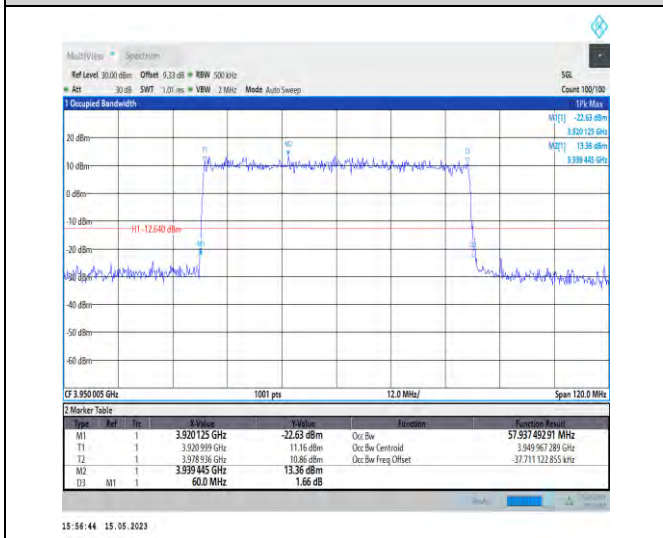 MultiView Spectrum
Ref Level 30.00 dBm Offset 9.33 dB RBW 500 kHz SGL
Att 30 dB SWT 1.01 ms VBW 2 MHz Mode Auto Sweep Count 100/100
1 Occupied Bandwidth 1Pk Max
M1[1] -22.63 dBm
3.920 125 GHz
M2[1] 13.36 dBm
3.939 445 GHz
20 dBm
10 dBm
0 dBm
-10 dBm
H1 -12.640 dBm
-30 dBm
-40 dBm
-50 dBm
-60 dBm
CF 3.950 005 GHz 1001 pts 12.0 MHz/ Span 120.0 MHz
2 Marker Table
Type Ref Trc X-Value Y-Value Function Function Result
M1 1 3.920 125 GHz -22.63 dBm Occ Bw 57.937 492 91 MHz
T1 1 3.920 999 GHz 11.16 dBm Occ Bw Centroid 3.949 967 289 GHz
T2 1 3.978 936 GHz 10.86 dBm Occ Bw Freq Offset -37.711 122 855 kHz
M2 1 3.939 445 GHz 13.36 dBm
D3 M1 1 60.0 MHz 1.66 dB
15:56:44 15.05.2023